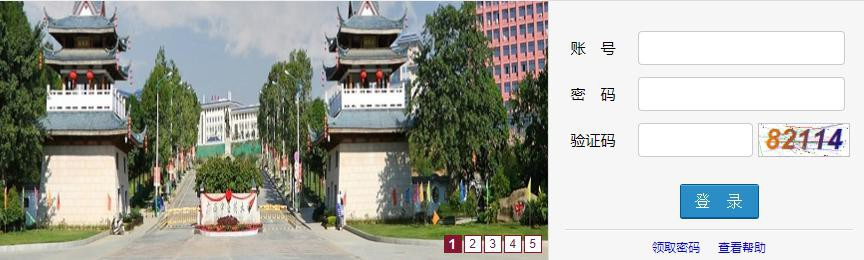 账 号
密 码
验证码 82114
登 录
领取密码 查看帮助
1 2 3 4 5